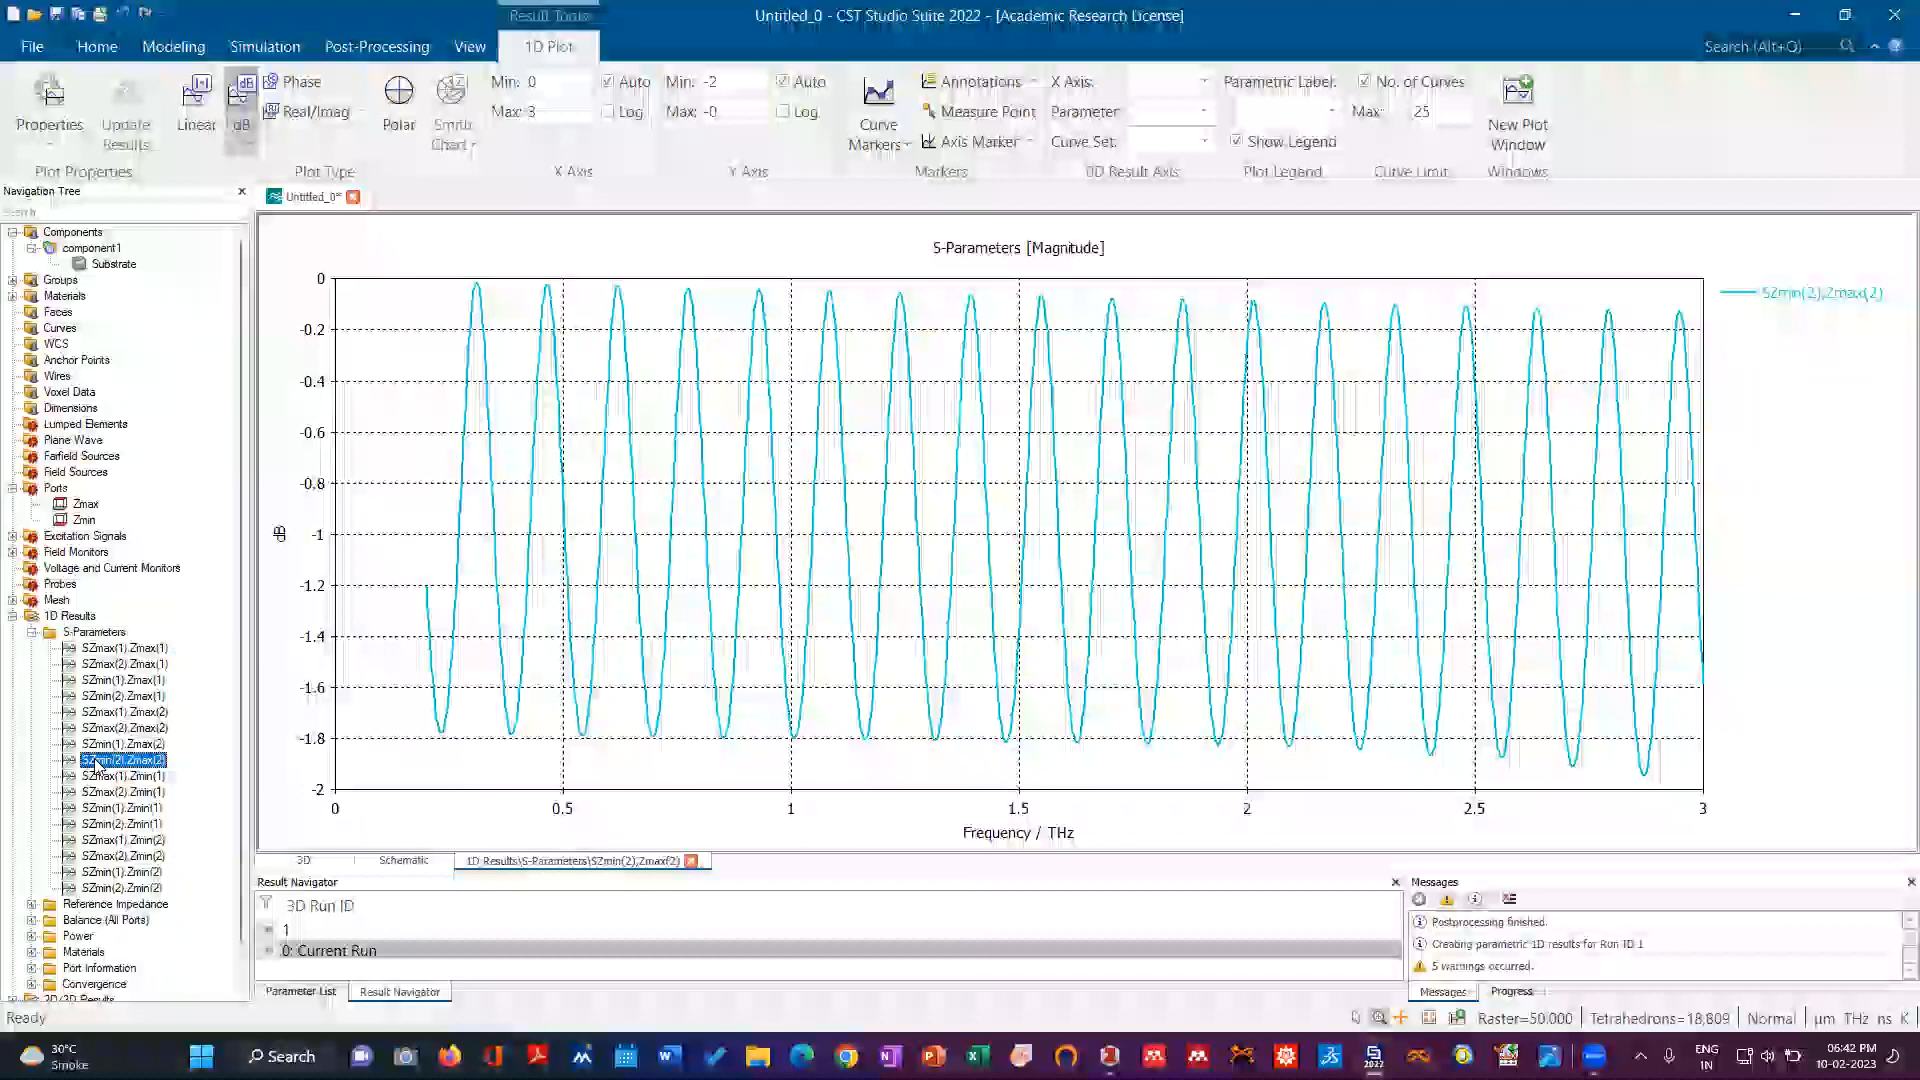 Result Tools
Untitled_0 - CST Studio Suite 2022 - [Academic Research License]
File Home Modeling Simulation Post-Processing View 1D Plot Search (Alt+Q)
Properties Update Results Linear dB Phase Real/Imag Polar Smith Chart
Min: 0 Auto Min: -2 Auto
Max: 3 Log Max: -0 Log
Curve Markers Annotations Measure Point Axis Marker
X Axis: Parameter Curve Set:
Parametric Label: Show Legend
No. of Curves Max: 25
New Plot Window
Plot Properties Plot Type X Axis Y Axis Markers 0D Result Axis Plot Legend Curve Limit Windows
Navigation Tree
Search
Untitled_0*
Components
component1
Substrate
Groups
Materials
Faces
Curves
WCS
Anchor Points
Wires
Voxel Data
Dimensions
Lumped Elements
Plane Wave
Farfield Sources
Field Sources
Ports
Zmax
Zmin
Excitation Signals
Field Monitors
Voltage and Current Monitors
Probes
Mesh
1D Results
S-Parameters
SZmax(1),Zmax(1)
SZmax(2),Zmax(1)
SZmin(1),Zmax(1)
SZmin(2),Zmax(1)
SZmax(1),Zmax(2)
SZmax(2),Zmax(2)
SZmin(1),Zmax(2)
SZmin(2),Zmax(2)
SZmax(1),Zmin(1)
SZmax(2),Zmin(1)
SZmin(1),Zmin(1)
SZmin(2),Zmin(1)
SZmax(1),Zmin(2)
SZmax(2),Zmin(2)
SZmin(1),Zmin(2)
SZmin(2),Zmin(2)
Reference Impedance
Balance (All Ports)
Power
Materials
Port Information
Convergence
2D/3D Results
S-Parameters [Magnitude]
SZmin(2),Zmax(2)
0
-0.2
-0.4
-0.6
-0.8
-1
-1.2
-1.4
-1.6
-1.8
-2
dB
0 0.5 1 1.5 2 2.5 3
Frequency / THz
3D Schematic 1D Results\S-Parameters\SZmin(2),Zmax(2)
Result Navigator
3D Run ID
1
0: Current Run
Parameter List Result Navigator
Messages
Postprocessing finished.
Creating parametric 1D results for Run ID 1
5 warnings occurred.
Messages Progress
Ready
Raster=50.000 Tetrahedrons=18,809 Normal µm THz ns K
30°C
Smoke
Search
2022
ENG
IN
06:42 PM
10-02-2023